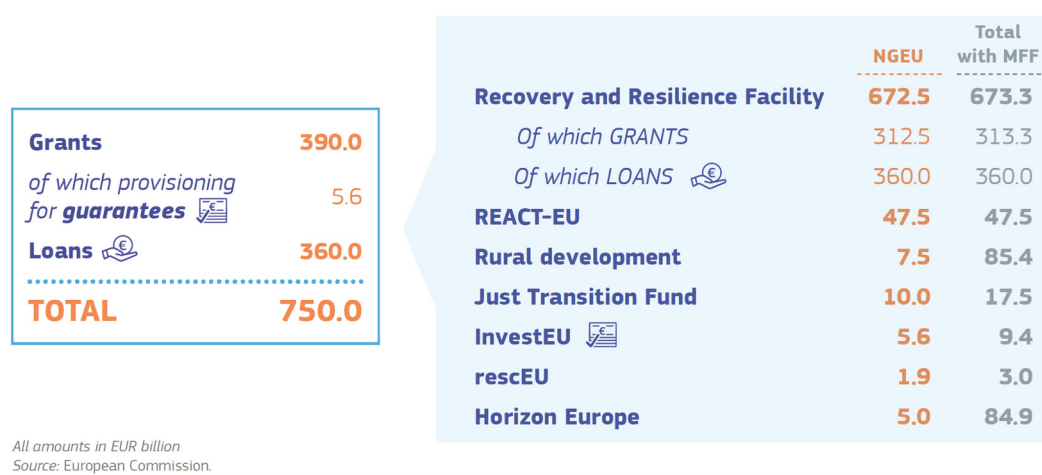 Grants 390.0
of which provisioning
for guarantees 5.6
Loans 360.0
TOTAL 750.0
NGEU
Total
with MFF
Recovery and Resilience Facility 672.5 673.3
Of which GRANTS 312.5 313.3
Of which LOANS 360.0 360.0
REACT-EU 47.5 47.5
Rural development 7.5 85.4
Just Transition Fund 10.0 17.5
InvestEU 5.6 9.4
rescEU 1.9 3.0
Horizon Europe 5.0 84.9
All amounts in EUR billion
Source: European Commission.